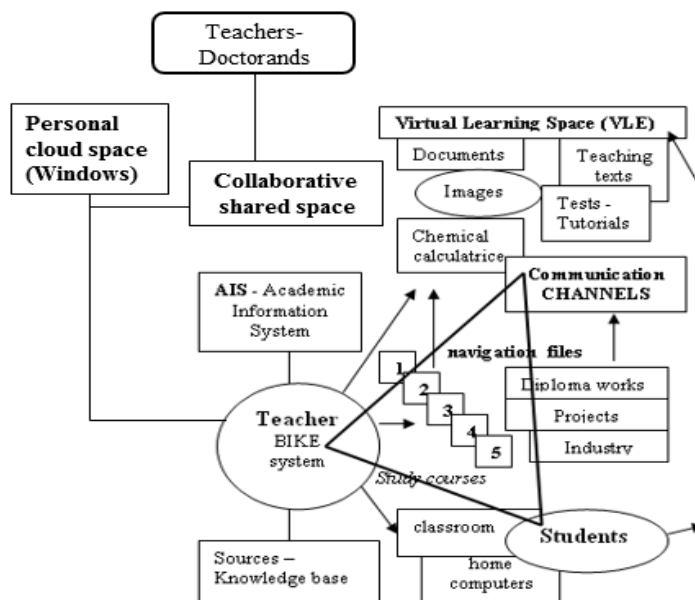 Teachers-
Doctorands
Personal
cloud space
(Windows)
Collaborative
shared space
Virtual Learning Space (VLE)
Documents
Teaching
texts
Images
Tests -
Tutorials
Chemical
calculatrice
Communication
CHANNELS
AIS - Academic
Information
System
navigation files
1
2
3
4
5
Diploma works
Projects
Industry
Teacher
BIKE
system
Study courses
classroom
home
computers
Students
Sources –
Knowledge base